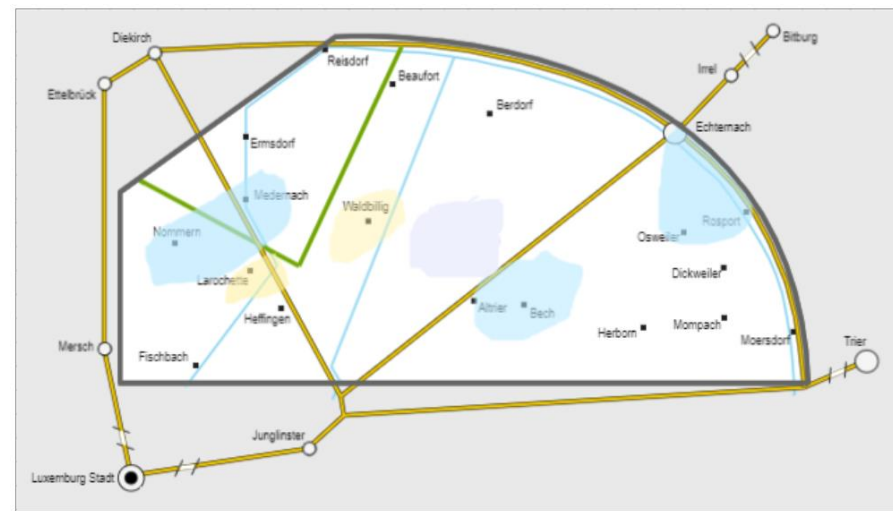 Diekirch
Bitburg
Reisdorf
Irrel
Beaufort
Ettelbrück
Berdorf
Echternach
Ermsdorf
Medernach
Waldbillig
Rosport
Nommern
Osweiler
Larochette
Dickweiler
Altrier
Bech
Heffingen
Herborn
Mompach
Moersdorf
Mersch
Fischbach
Trier
Junglinster
Luxemburg Stadt